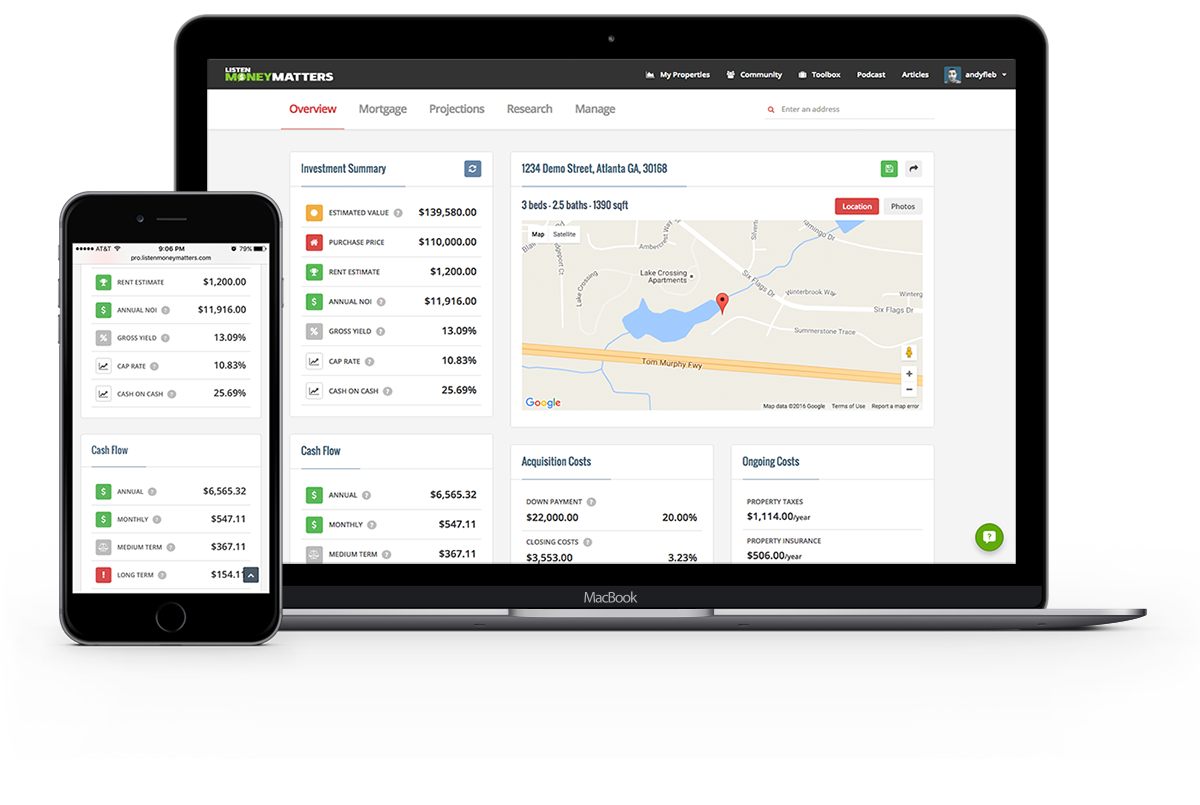 LISTEN
MONEYMATTERS
My Properties
Community
Toolbox
Podcast
Articles
andyfieb
Overview
Mortgage
Projections
Research
Manage
Enter an address
Investment Summary
ESTIMATED VALUE ? $139,580.00
PURCHASE PRICE $110,000.00
RENT ESTIMATE $1,200.00
ANNUAL NOI ? $11,916.00
GROSS YIELD ? 13.09%
CAP RATE ? 10.83%
CASH ON CASH ? 25.69%
Cash Flow
ANNUAL ? $6,565.32
MONTHLY ? $547.11
MEDIUM TERM ? $367.11
1234 Demo Street, Atlanta GA, 30168
3 beds - 2.5 baths - 1390 sqft
Location
Photos
Map
Satellite
Ambercrest Way
Lake Crossing
Apartments
Lake Crossing
Six Flags Dr
Winterbrook Way
Winterg
Six Flags Dr
Summerstone Trace
Tom Murphy Fwy
Google
Map data ©2016 Google
Terms of Use
Report a map error
Acquisition Costs
DOWN PAYMENT ?
$22,000.00 20.00%
CLOSING COSTS ?
$3,553.00 3.23%
Ongoing Costs
PROPERTY TAXES
$1,114.00/year
PROPERTY INSURANCE
$506.00/year
MacBook
AT&T 9:06 PM 79%
pro.listenmoneymatters.com
RENT ESTIMATE $1,200.00
$ ANNUAL NOI ? $11,916.00
% GROSS YIELD ? 13.09%
CAP RATE ? 10.83%
CASH ON CASH ? 25.69%
Cash Flow
$ ANNUAL ? $6,565.32
$ MONTHLY ? $547.11
MEDIUM TERM ? $367.11
! LONG TERM ? $154.11